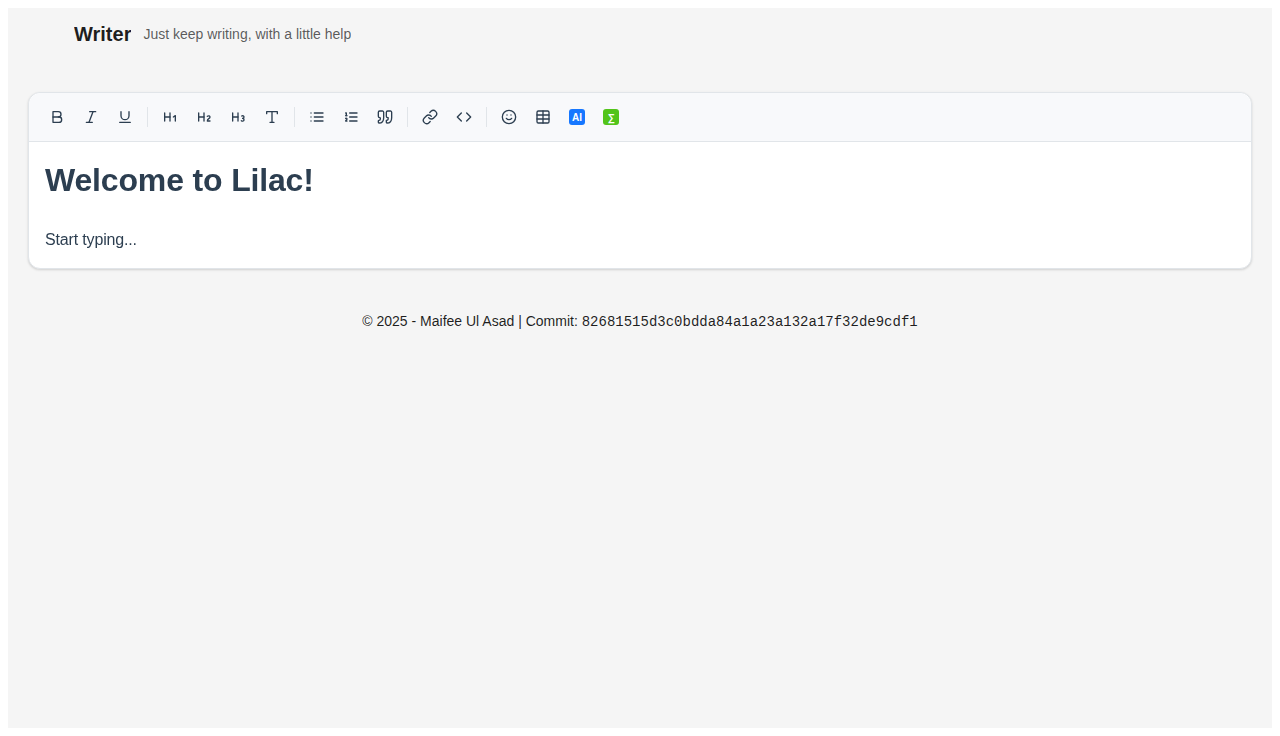 Writer Just keep writing, with a little help
B I U H1 H2 H3 T AI ∑
Welcome to Lilac!
Start typing...
© 2025 - Maifee Ul Asad | Commit: 82681515d3c0bdda84a1a23a132a17f32de9cdf1